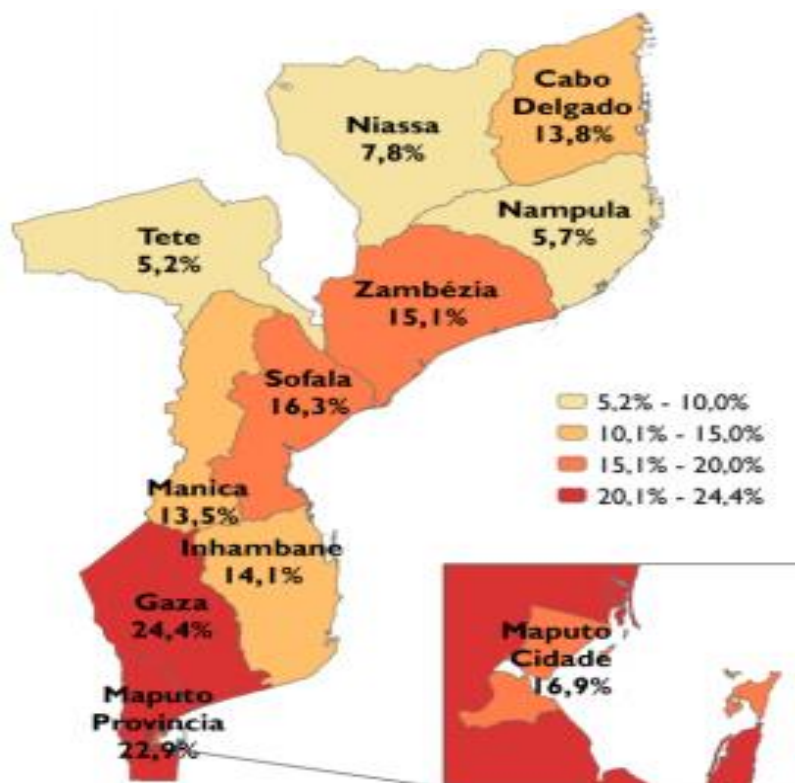 Cabo
Delgado
13,8%
Niassa
7,8%
Nampula
5,7%
Tete
5,2%
Zambézia
15,1%
Sofala
16,3%
5,2% - 10,0%
10,1% - 15,0%
15,1% - 20,0%
20,1% - 24,4%
Manica
13,5%
Inhambane
14,1%
Gaza
24,4%
Maputo
Cidade
16,9%
Maputo
Provincia
22,9%